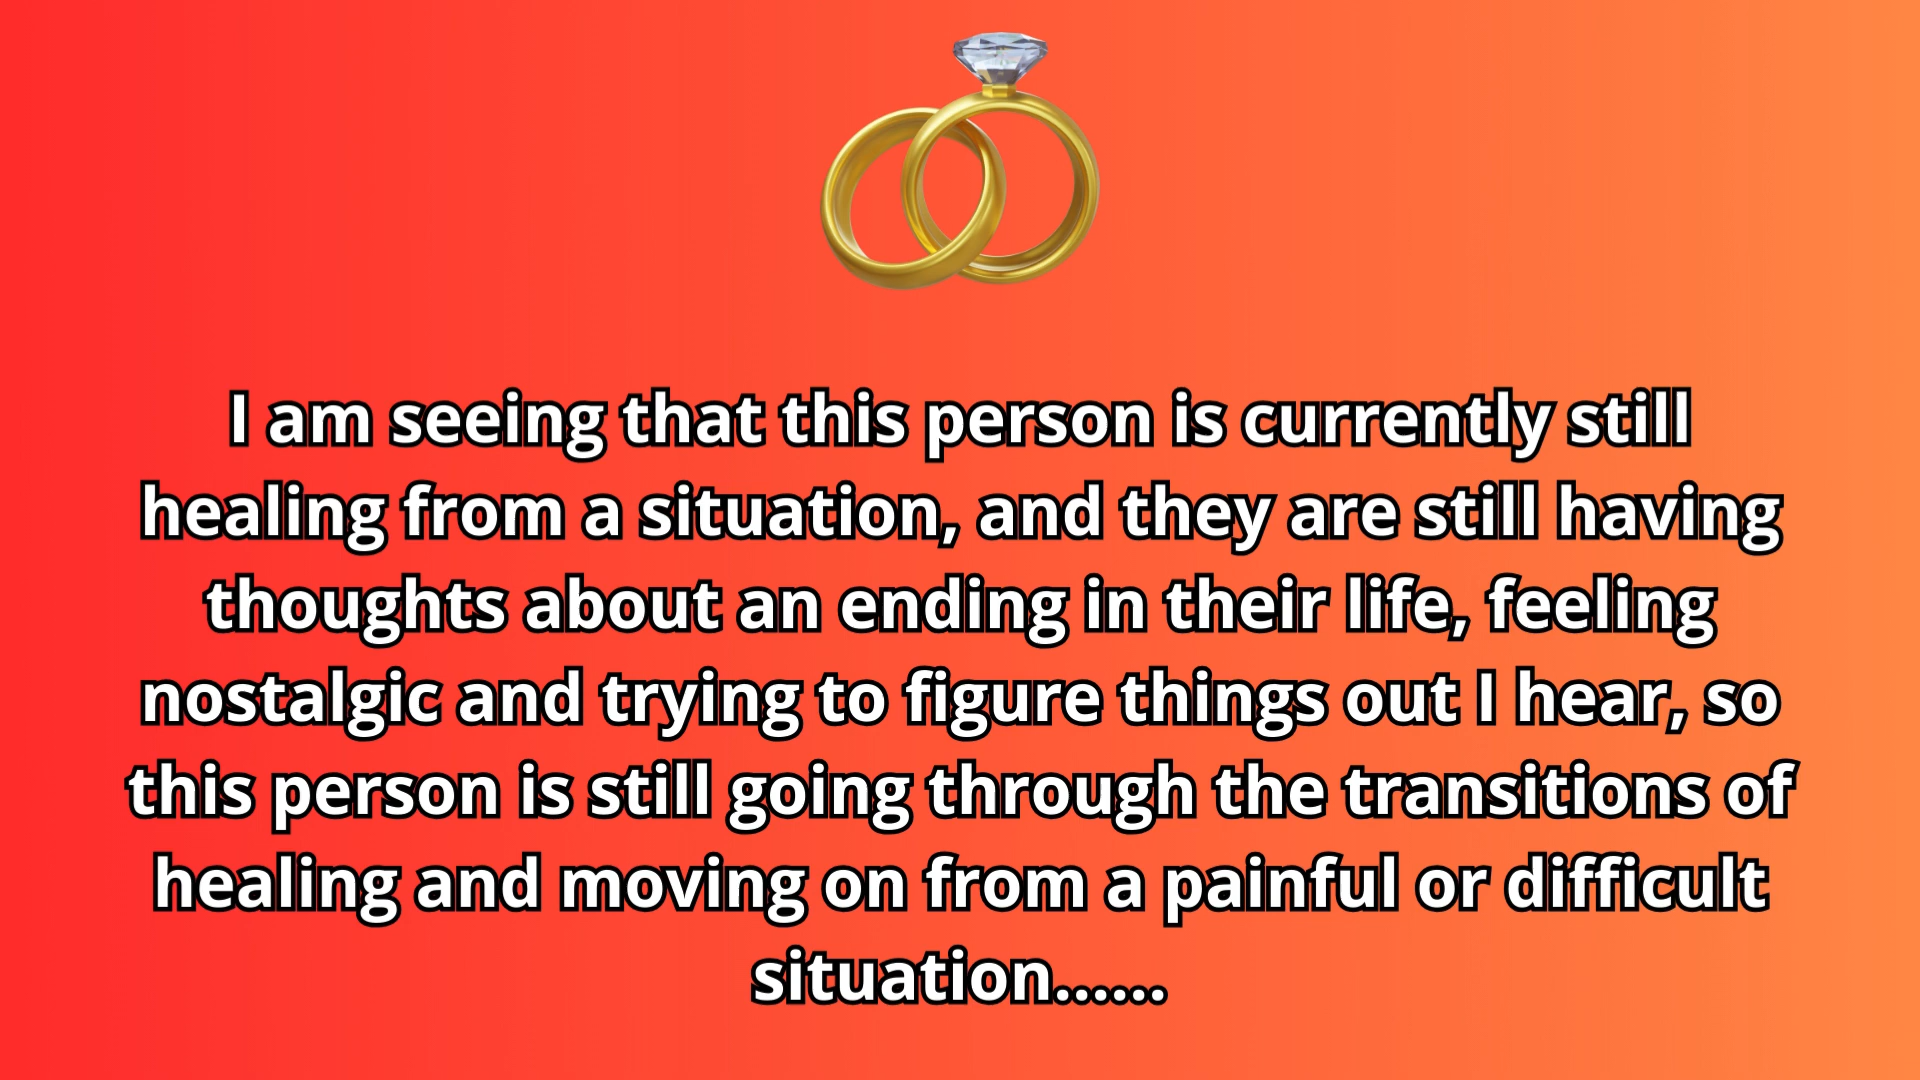 I am seeing that this person is currently still
healing from a situation, and they are still having
thoughts about an ending in their life, feeling
nostalgic and trying to figure things out I hear, so
this person is still going through the transitions of
healing and moving on from a painful or difficult
situation......